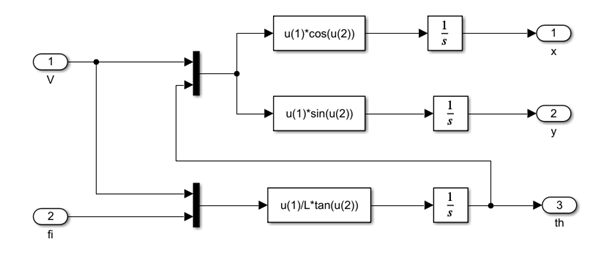 u(1)*cos(u(2))
1
s
1
x
1
V
u(1)*sin(u(2))
1
s
2
y
2
fi
u(1)/L*tan(u(2))
1
s
3
th